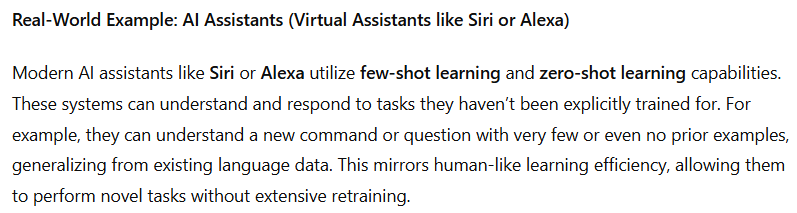 Real-World Example: AI Assistants (Virtual Assistants like Siri or Alexa)
Modern AI assistants like Siri or Alexa utilize few-shot learning and zero-shot learning capabilities.
These systems can understand and respond to tasks they haven’t been explicitly trained for. For
example, they can understand a new command or question with very few or even no prior examples,
generalizing from existing language data. This mirrors human-like learning efficiency, allowing them
to perform novel tasks without extensive retraining.